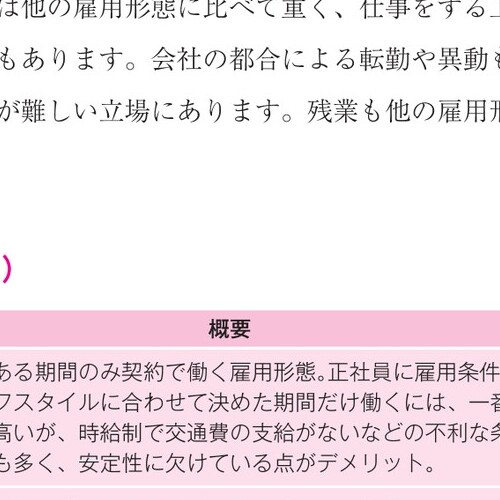 は他の雇用形態に比べて重く、仕事をする
もあります。会社の都合による転勤や異動
が難しい立場にあります。残業も他の雇用形
)
概要
ある期間のみ契約で働く雇用形態。正社員に雇用条件
フスタイルに合わせて決めた期間だけ働くには、一番
高いが、時給制で交通費の支給がないなどの不利な条
も多く、安定性に欠けている点がデメリット。